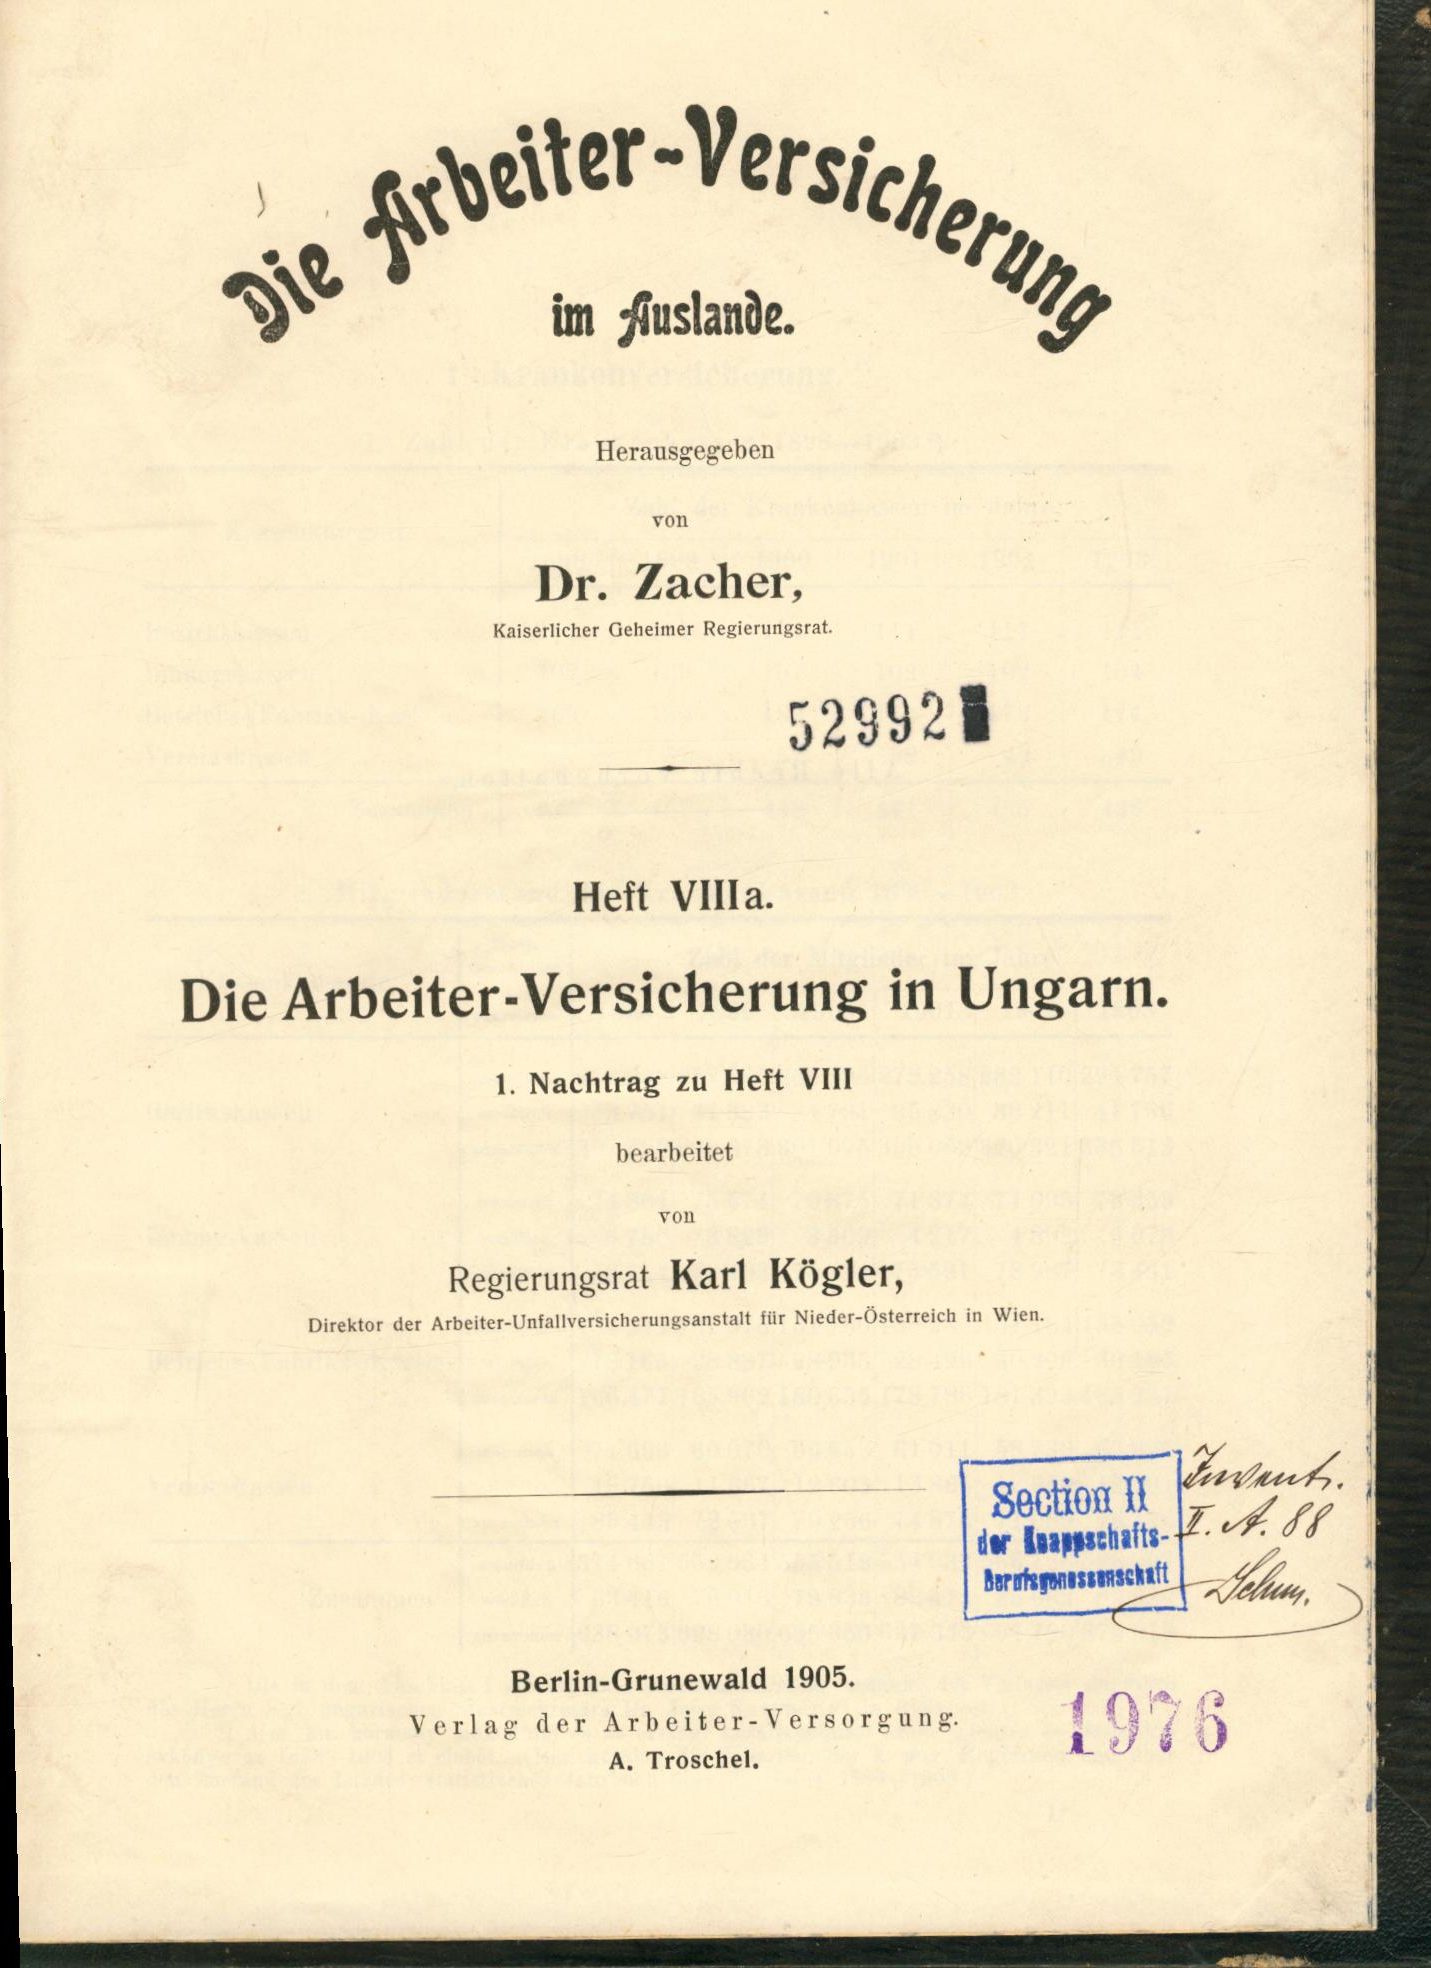 Die Arbeiter-Versicherung
im Auslande.
Herausgegeben
von
Dr. Zacher,
Kaiserlicher Geheimer Regierungsrat.
52992
Heft VIIIa.
Die Arbeiter-Versicherung in Ungarn.
1. Nachtrag zu Heft VIII
bearbeitet
von
Regierungsrat Karl Kögler,
Direktor der Arbeiter-Unfallversicherungsanstalt für Nieder-Österreich in Wien.
Section II
der Knappschafts-
Berufsgenossenschaft
Invent.
II. A. 88
Berlin-Grunewald 1905.
Verlag der Arbeiter-Versorgung.
A. Troschel.
1976